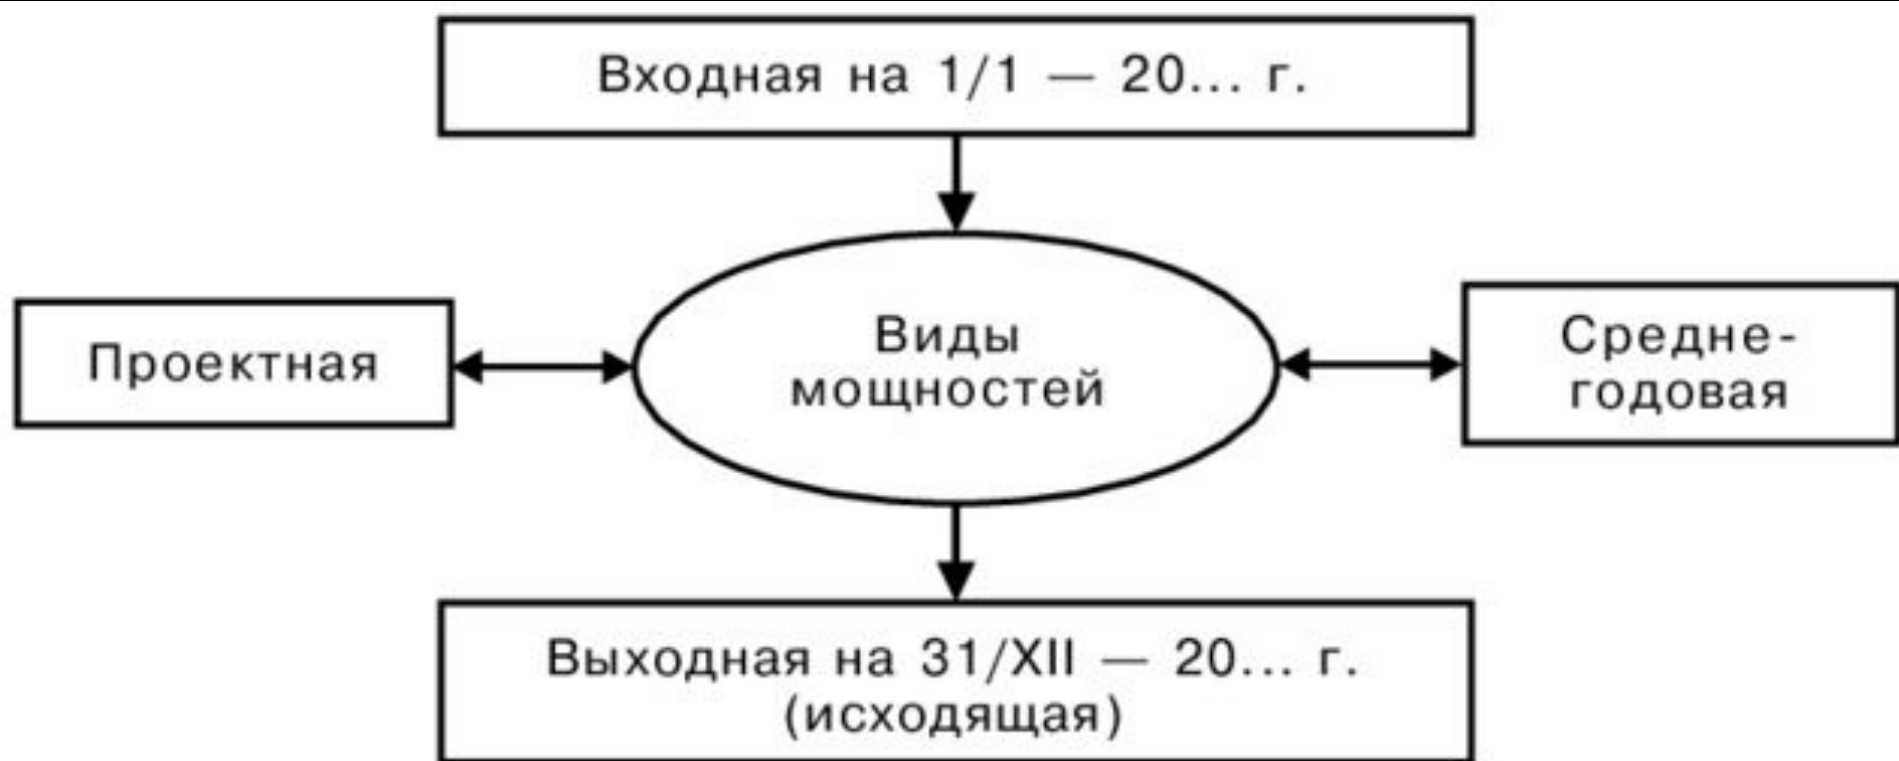 Входная на 1/1 — 20... г.
Проектная
Виды
мощностей
Средне-
годовая
Выходная на 31/XII — 20... г.
(исходящая)